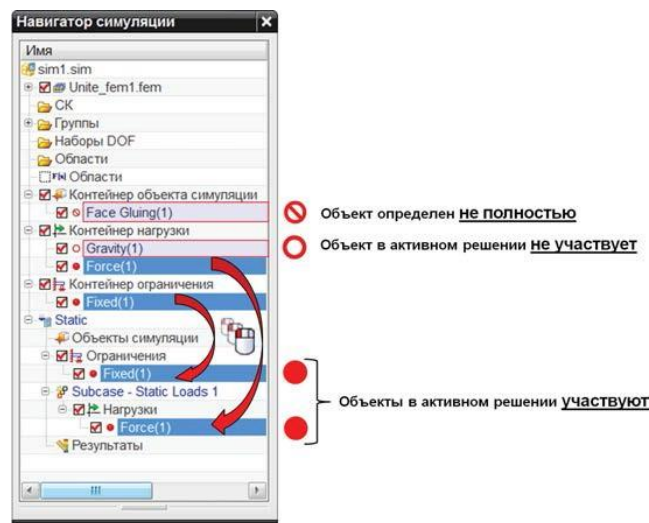 Навигатор симуляции
Имя
sim1.sim
Unite_fem1.fem
СК
Группы
Наборы DOF
Области
F(x) Области
Контейнер объекта симуляции
Face Gluing(1)
Объект определен не полностью
Контейнер нагрузки
Gravity(1)
Объект в активном решении не участвует
Force(1)
Контейнер ограничения
Fixed(1)
Static
Объекты симуляции
Ограничения
Fixed(1)
Subcase - Static Loads 1
Объекты в активном решении участвуют
Нагрузки
Force(1)
Результаты